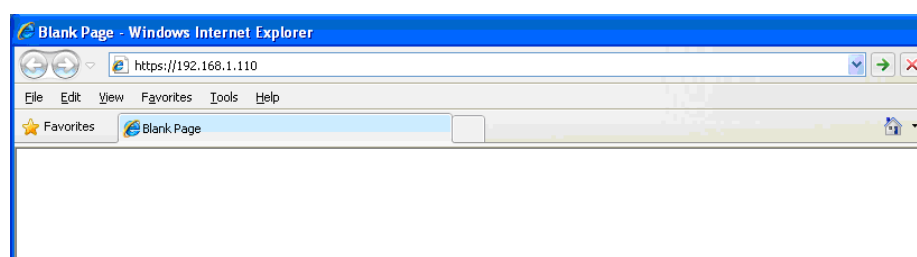 Blank Page - Windows Internet Explorer
https://192.168.1.110
File Edit View Favorites Tools Help
Favorites Blank Page